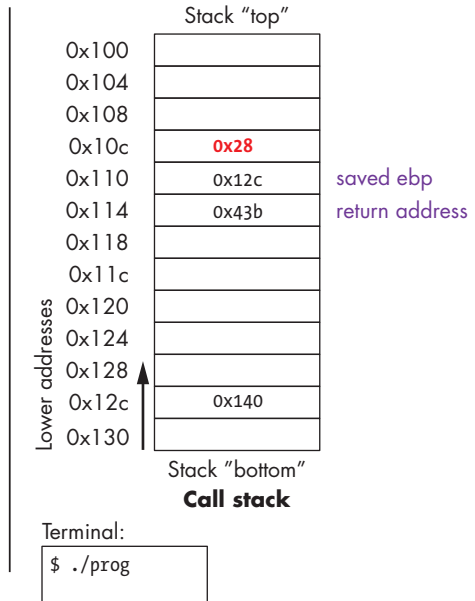 Stack "top"
0x100
0x104
0x108
0x10c 0x28
0x110 0x12c saved ebp
0x114 0x43b return address
0x118
0x11c
0x120
0x124
0x128
0x12c 0x140
0x130
Lower addresses
Stack "bottom"
Call stack
Terminal:
$ ./prog